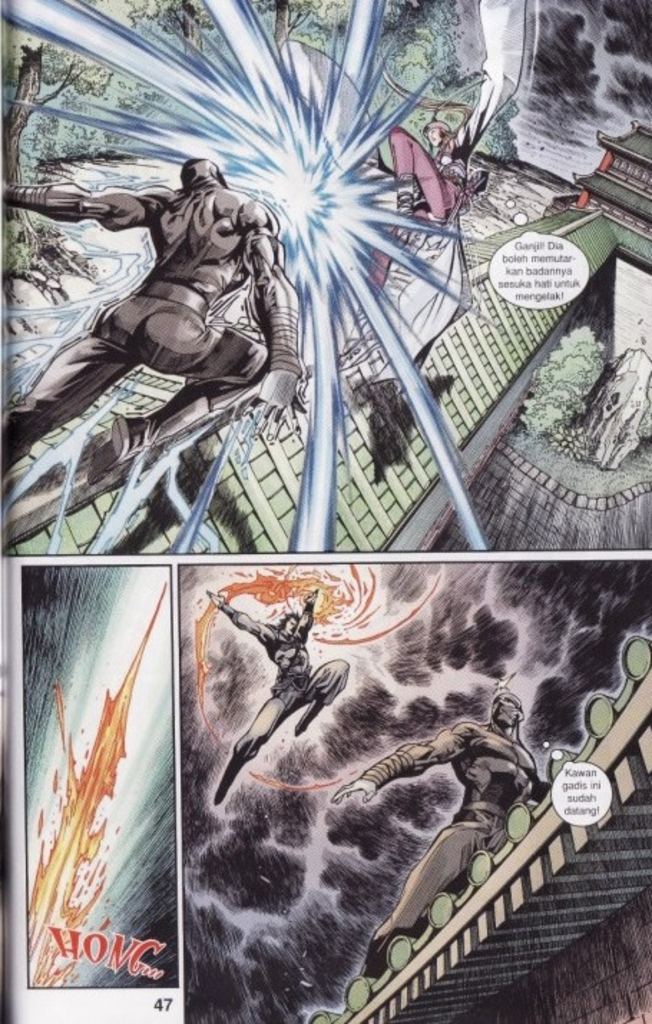 Ganjil! Dia
boleh memutar-
kan badannya
sesuka hati untuk
mengelak!
HONG...
Kawan
gadis ini
sudah
datang!
47